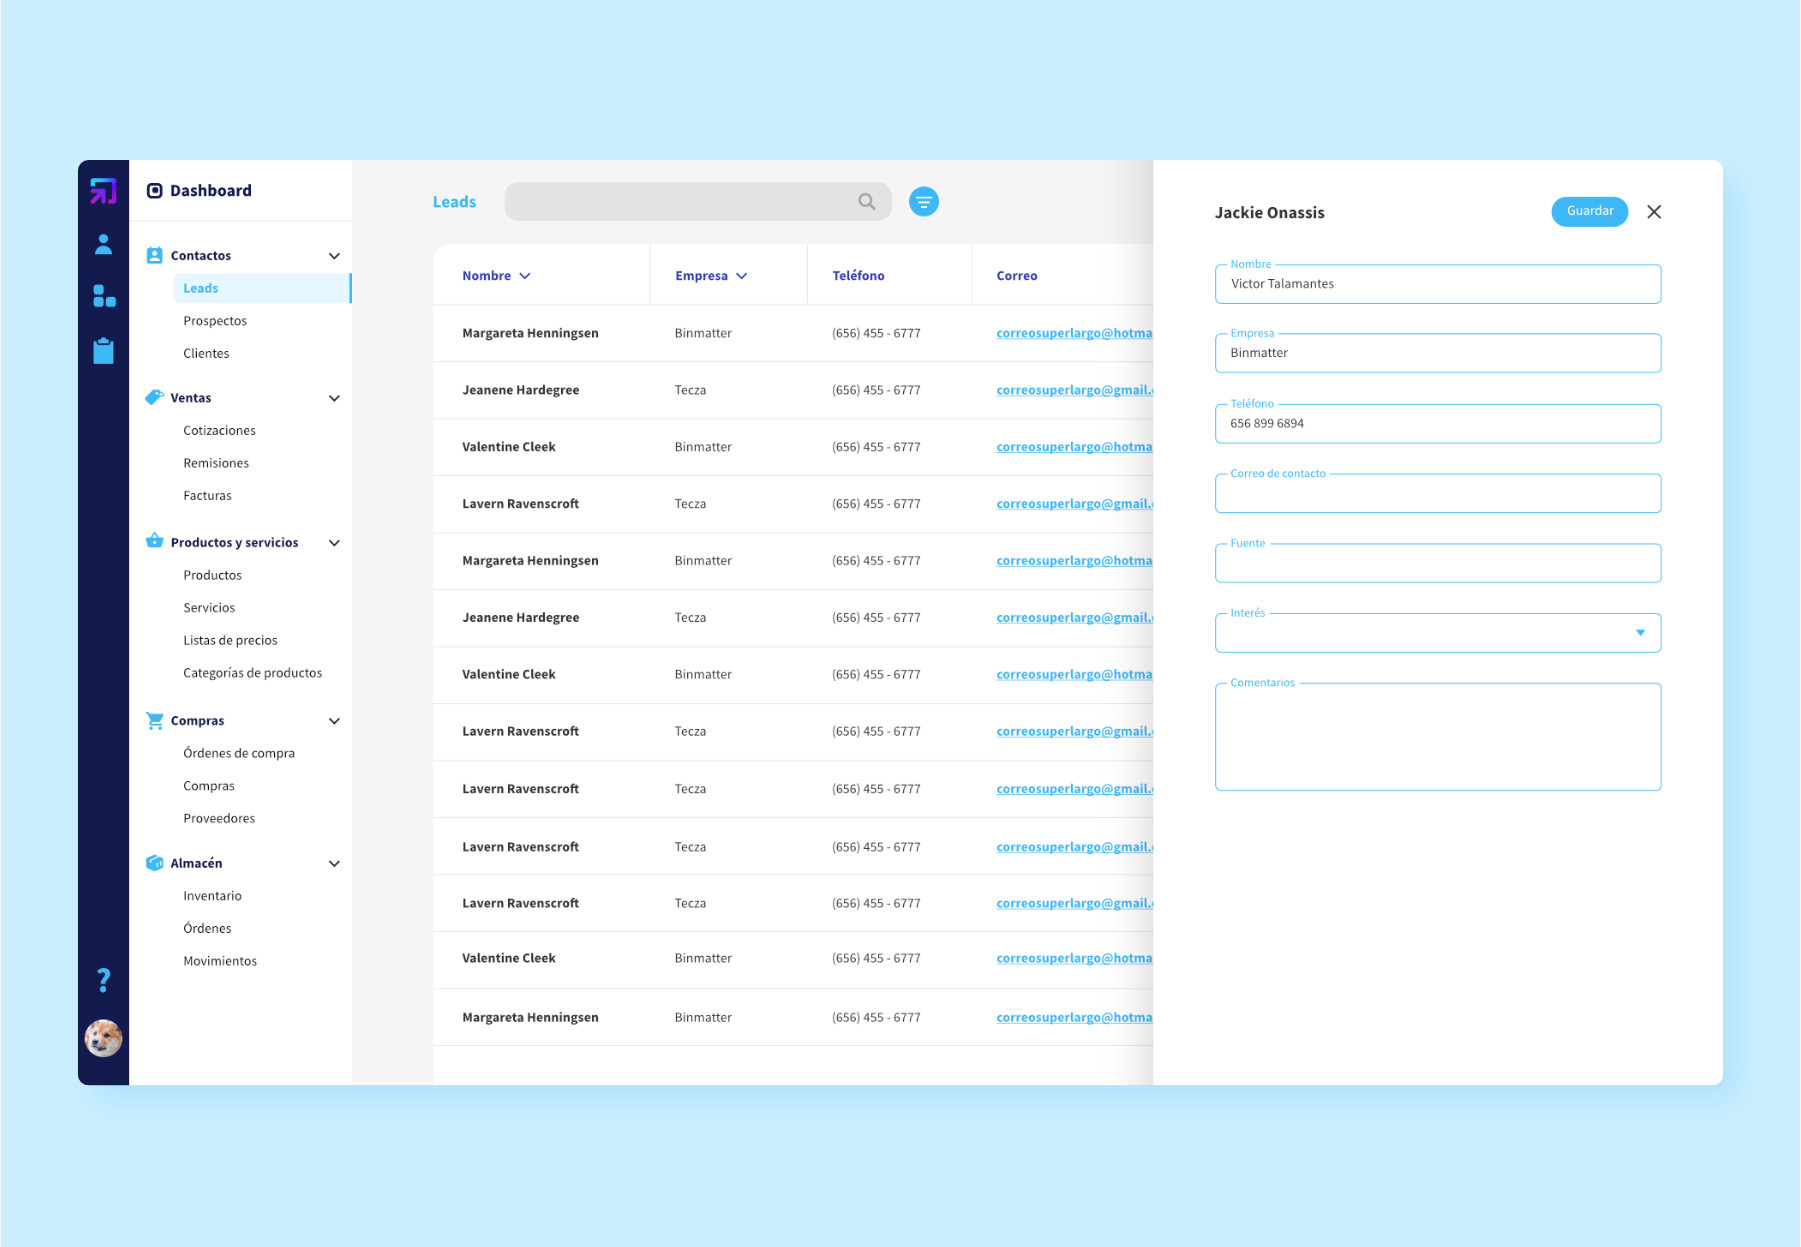 Dashboard
Contactos
Leads
Prospectos
Clientes
Ventas
Cotizaciones
Remisiones
Facturas
Productos y servicios
Productos
Servicios
Listas de precios
Categorías de productos
Compras
Órdenes de compra
Compras
Proveedores
Almacén
Inventario
Órdenes
Movimientos
?
Leads
Nombre Empresa Teléfono Correo
Margareta Henningsen Binmatter (656) 455 - 6777 correosuperlargo@hotma
Jeanene Hardegree Tecza (656) 455 - 6777 correosuperlargo@gmail.
Valentine Cleek Binmatter (656) 455 - 6777 correosuperlargo@hotma
Lavern Ravenscroft Tecza (656) 455 - 6777 correosuperlargo@gmail.
Margareta Henningsen Binmatter (656) 455 - 6777 correosuperlargo@hotma
Jeanene Hardegree Tecza (656) 455 - 6777 correosuperlargo@gmail.
Valentine Cleek Binmatter (656) 455 - 6777 correosuperlargo@hotma
Lavern Ravenscroft Tecza (656) 455 - 6777 correosuperlargo@gmail.
Lavern Ravenscroft Tecza (656) 455 - 6777 correosuperlargo@gmail.
Lavern Ravenscroft Tecza (656) 455 - 6777 correosuperlargo@gmail.
Lavern Ravenscroft Tecza (656) 455 - 6777 correosuperlargo@gmail.
Valentine Cleek Binmatter (656) 455 - 6777 correosuperlargo@hotma
Margareta Henningsen Binmatter (656) 455 - 6777 correosuperlargo@hotma
Jackie Onassis
Guardar
Nombre
Victor Talamantes
Empresa
Binmatter
Teléfono
656 899 6894
Correo de contacto
Fuente
Interés
Comentarios